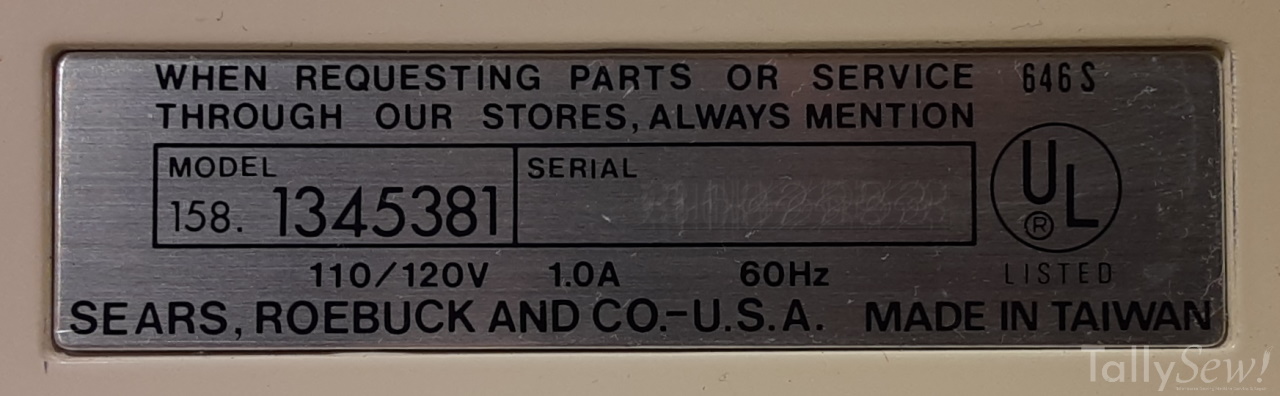 WHEN REQUESTING PARTS OR SERVICE 646S
THROUGH OUR STORES, ALWAYS MENTION
MODEL SERIAL
158. 1345381
UL
®
LISTED
110/120V 1.0A 60Hz
SEARS, ROEBUCK AND CO.-U.S.A. MADE IN TAIWAN
TallySew!